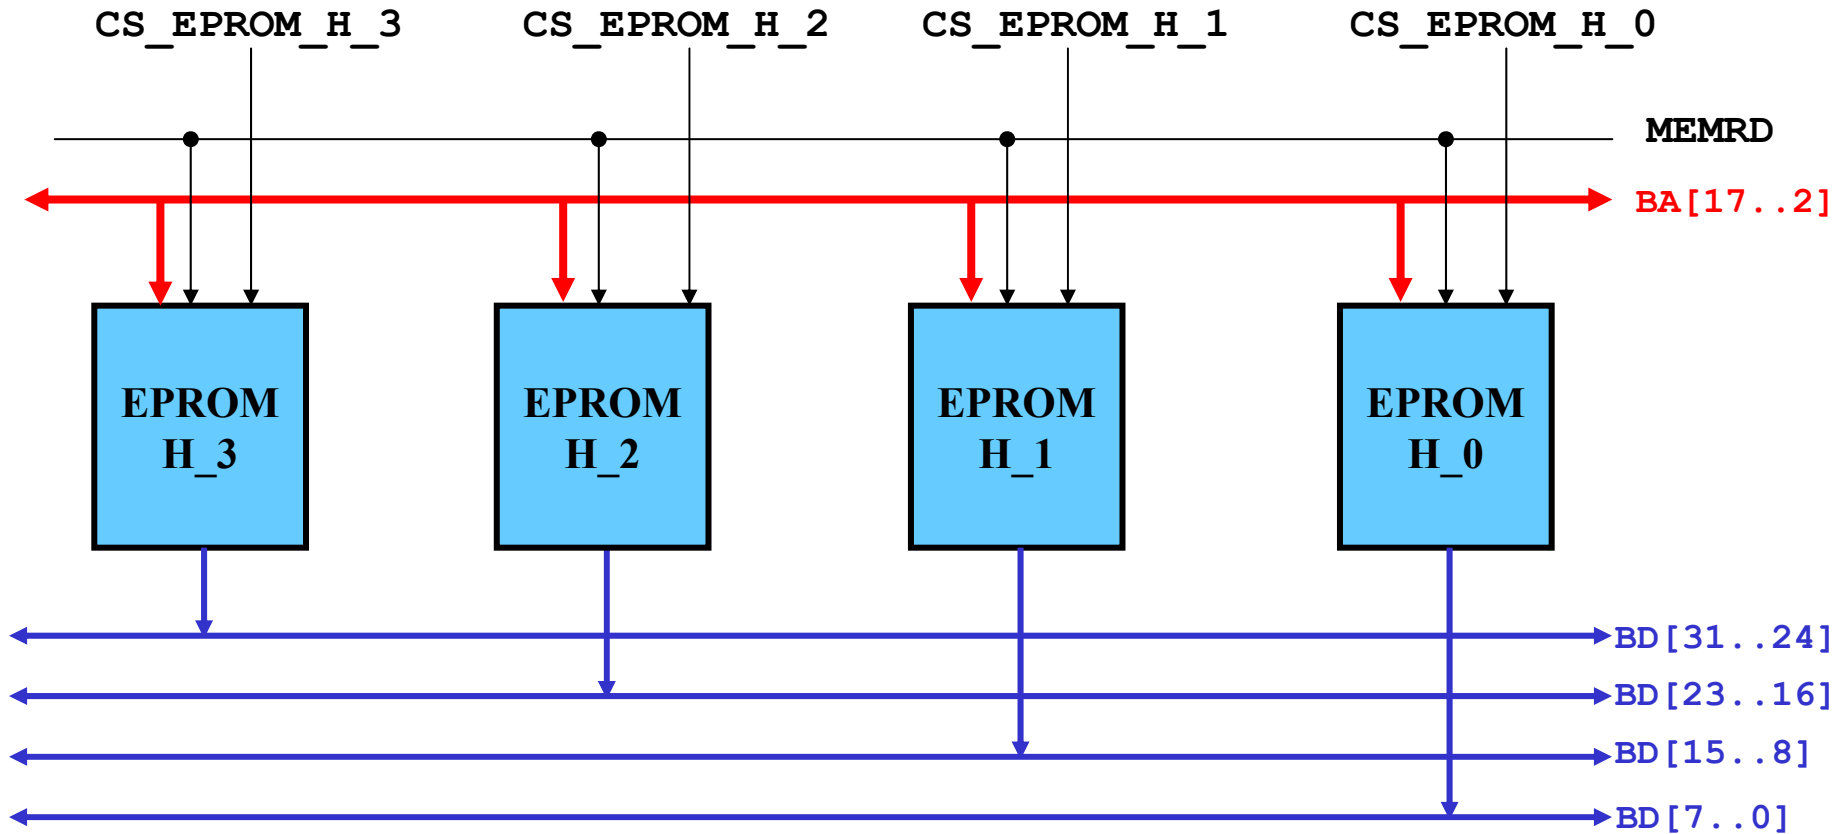 CS_EPROM_H_3 CS_EPROM_H_2 CS_EPROM_H_1 CS_EPROM_H_0
MEMRD
BA[17..2]
EPROM
H_3
EPROM
H_2
EPROM
H_1
EPROM
H_0
BD[31..24]
BD[23..16]
BD[15..8]
BD[7..0]